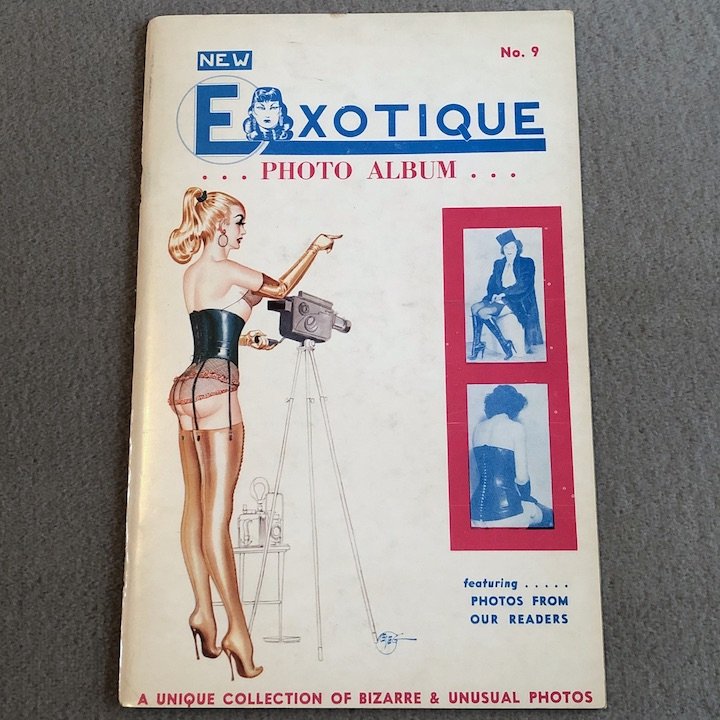 NEW
No. 9
EXOTIQUE
. . . PHOTO ALBUM . . .
featuring . . . . .
PHOTOS FROM
OUR READERS
A UNIQUE COLLECTION OF BIZARRE & UNUSUAL PHOTOS